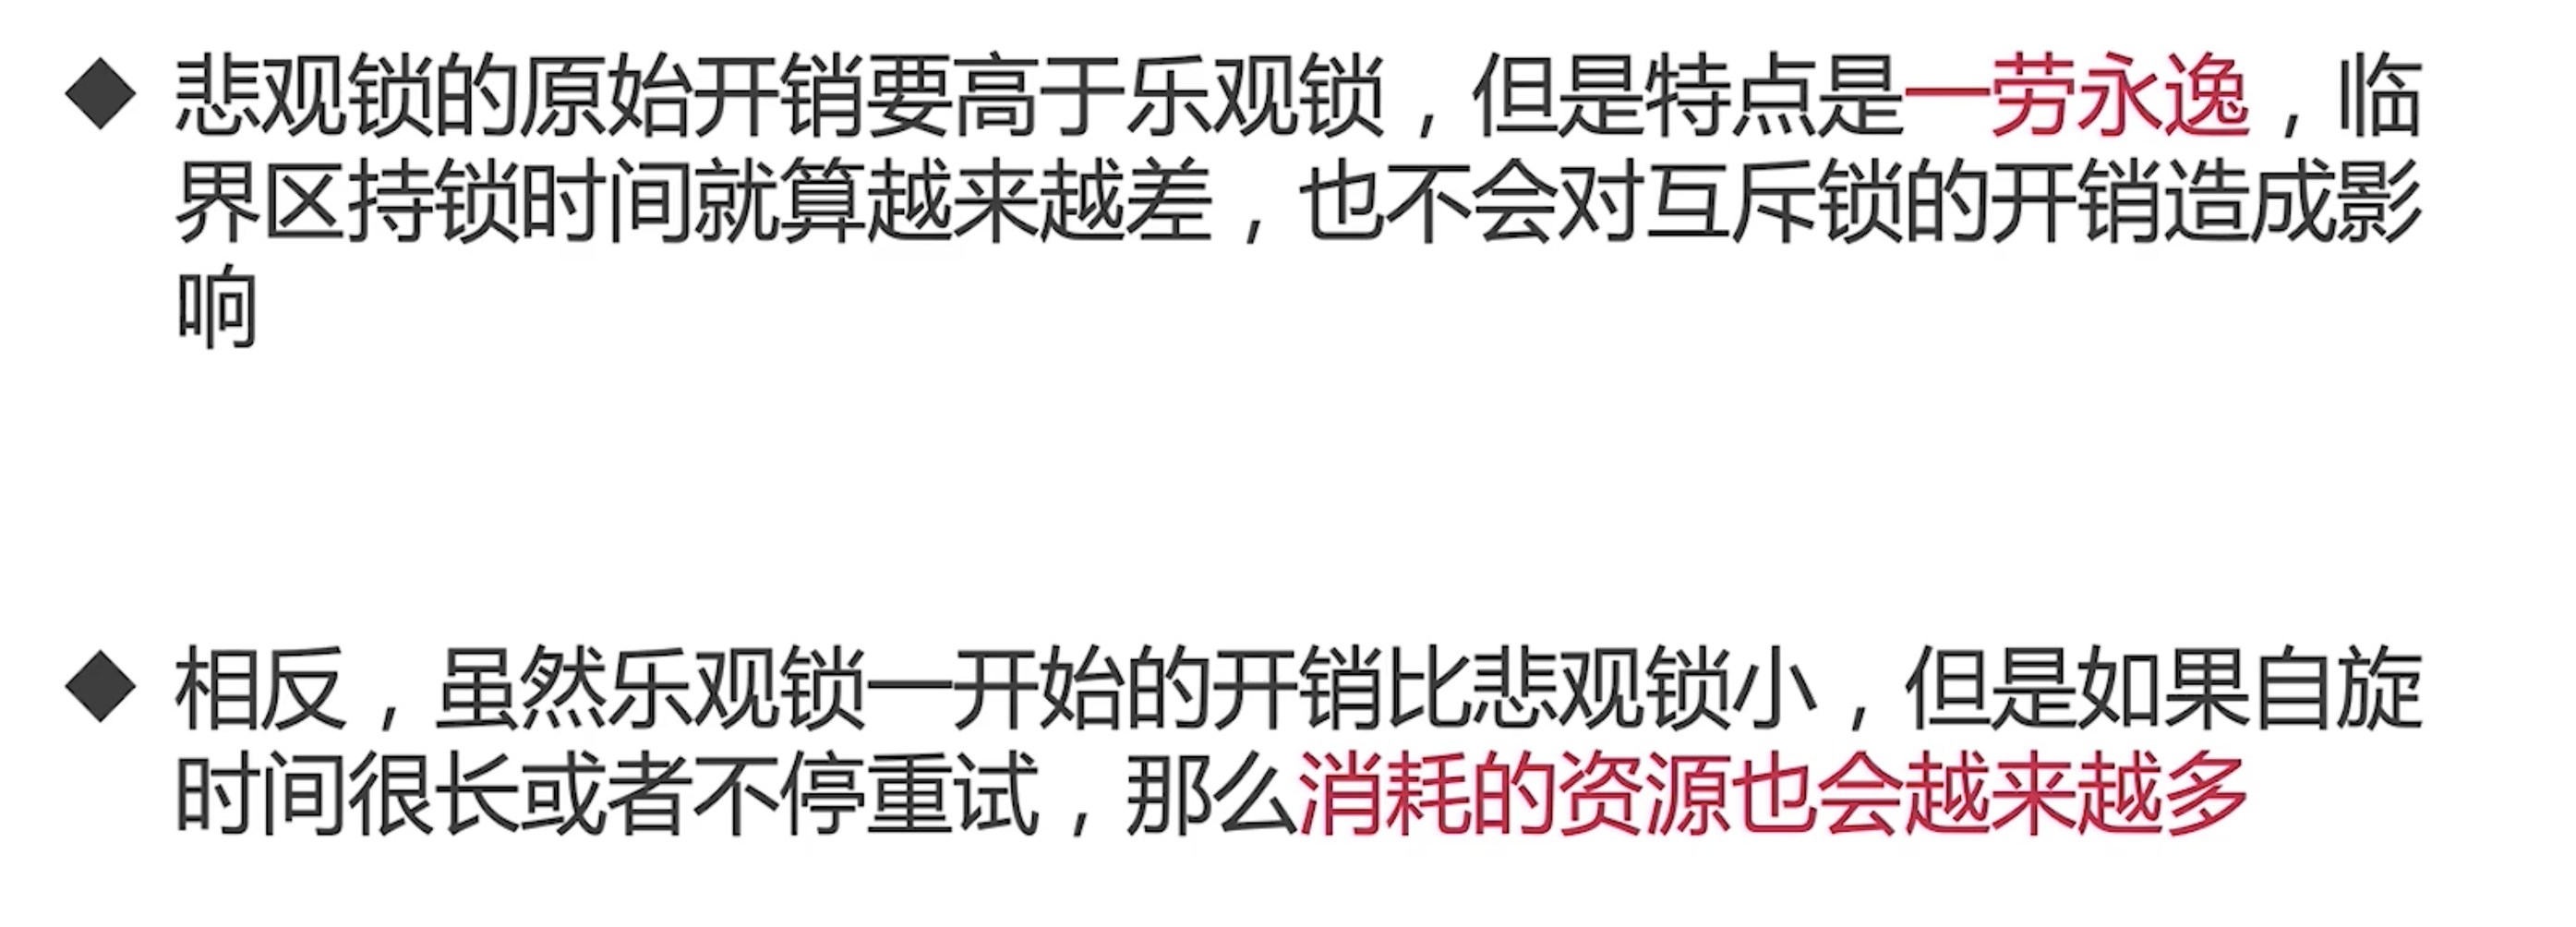 ◆ 悲观锁的原始开销要高于乐观锁，但是特点是一劳永逸，临
界区持锁时间就算越来越差，也不会对互斥锁的开销造成影
响
◆ 相反，虽然乐观锁一开始的开销比悲观锁小，但是如果自旋
时间很长或者不停重试，那么消耗的资源也会越来越多